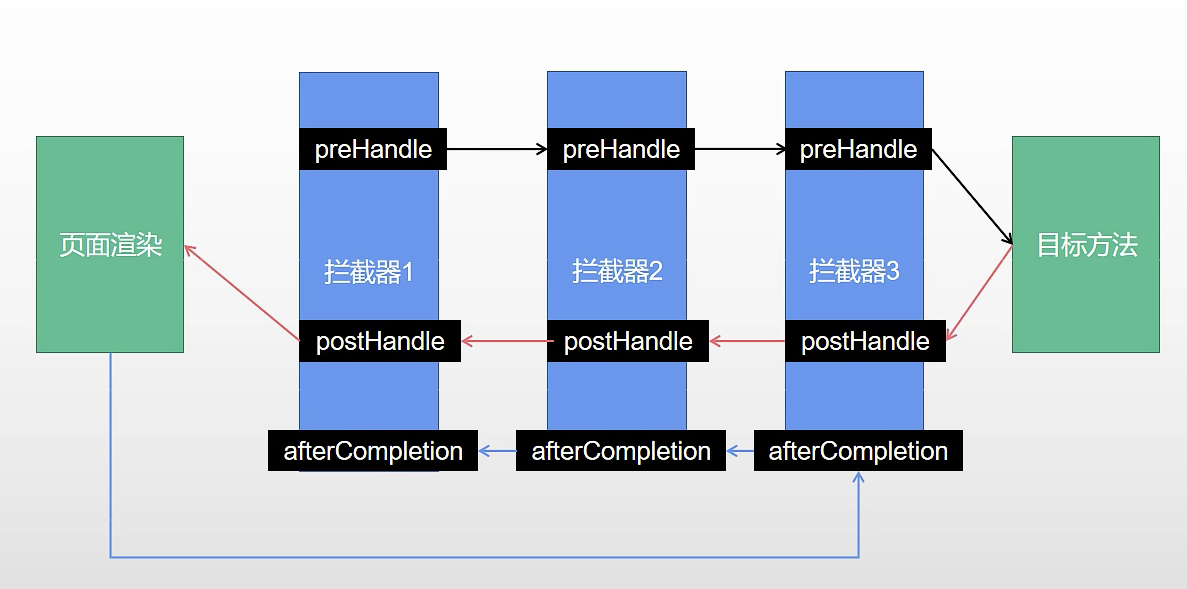 preHandle
preHandle
preHandle
页面渲染
拦截器1
拦截器2
拦截器3
目标方法
postHandle
postHandle
postHandle
afterCompletion
afterCompletion
afterCompletion